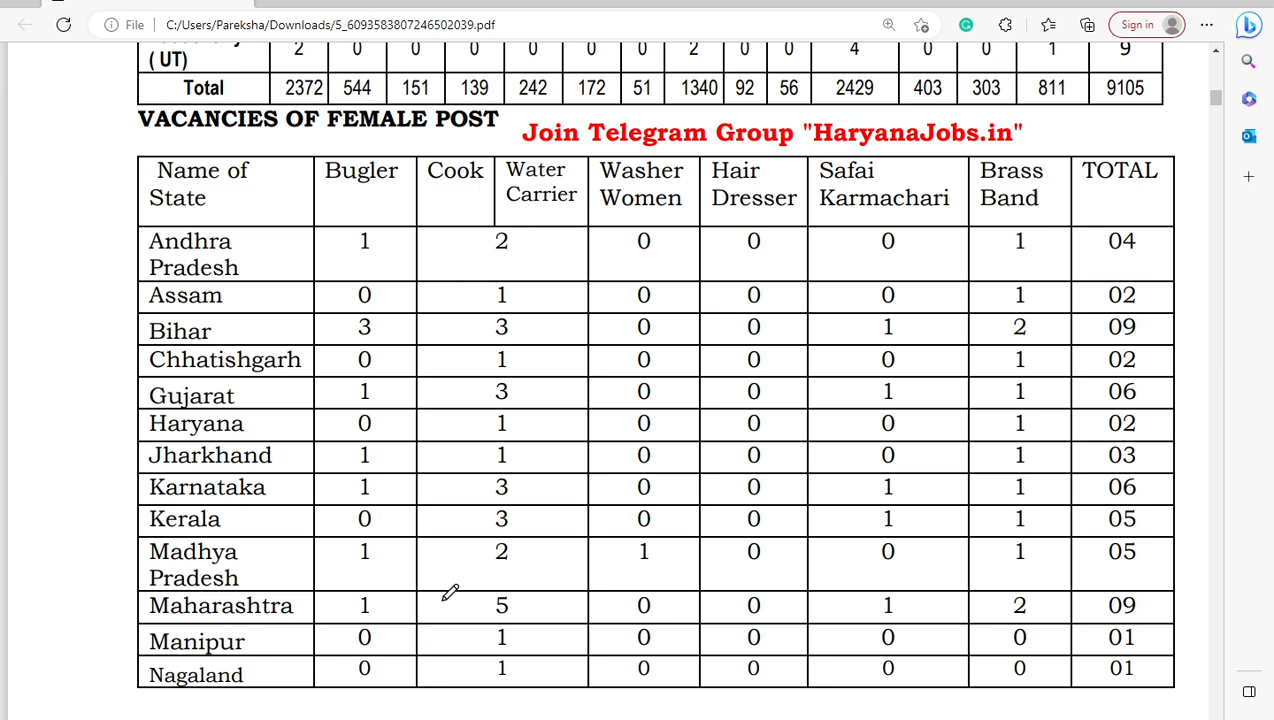 File C:/Users/Pareksha/Downloads/5_6093583807246502039.pdf Sign in
( UT) 2 0 0 0 0 0 0 2 0 0 4 0 0 1 9
Total 2372 544 151 139 242 172 51 1340 92 56 2429 403 303 811 9105
VACANCIES OF FEMALE POST
Join Telegram Group "HaryanaJobs.in"
Name of State Bugler Cook Water Carrier Washer Women Hair Dresser Safai Karmachari Brass Band TOTAL
Andhra Pradesh 1 2 0 0 0 1 04
Assam 0 1 0 0 0 1 02
Bihar 3 3 0 0 1 2 09
Chhatishgarh 0 1 0 0 0 1 02
Gujarat 1 3 0 0 1 1 06
Haryana 0 1 0 0 0 1 02
Jharkhand 1 1 0 0 0 1 03
Karnataka 1 3 0 0 1 1 06
Kerala 0 3 0 0 1 1 05
Madhya Pradesh 1 2 1 0 0 1 05
Maharashtra 1 5 0 0 1 2 09
Manipur 0 1 0 0 0 0 01
Nagaland 0 1 0 0 0 0 01